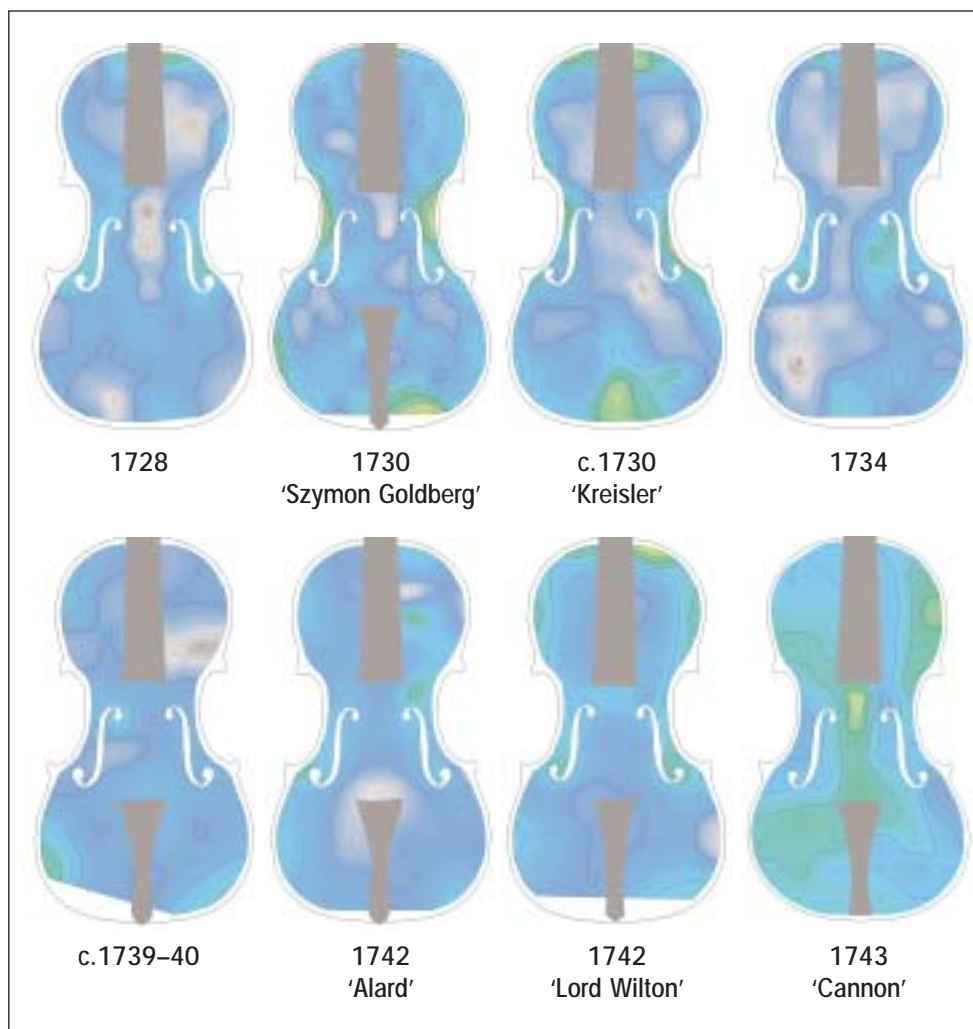 1728
1730
‘Szymon Goldberg’
c.1730
‘Kreisler’
1734
c.1739–40
1742
‘Alard’
1742
‘Lord Wilton’
1743
‘Cannon’